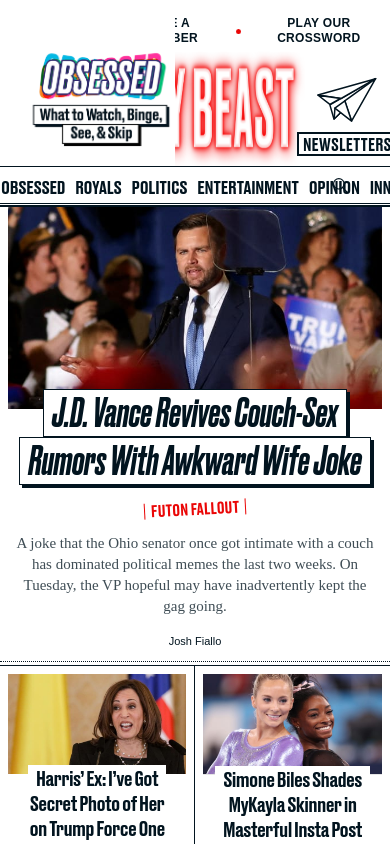 E A
BER
PLAY OUR
CROSSWORD
OBSESSED
What to Watch, Binge,
See, & Skip
Y BEAST
NEWSLETTERS
OBSESSED ROYALS POLITICS ENTERTAINMENT OPINION INN
TRUM
J.D. Vance Revives Couch-Sex
Rumors With Awkward Wife Joke
FUTON FALLOUT
A joke that the Ohio senator once got intimate with a couch
has dominated political memes the last two weeks. On
Tuesday, the VP hopeful may have inadvertently kept the
gag going.
Josh Fiallo
Harris’ Ex: I’ve Got
Secret Photo of Her
on Trump Force One
Simone Biles Shades
MyKayla Skinner in
Masterful Insta Post